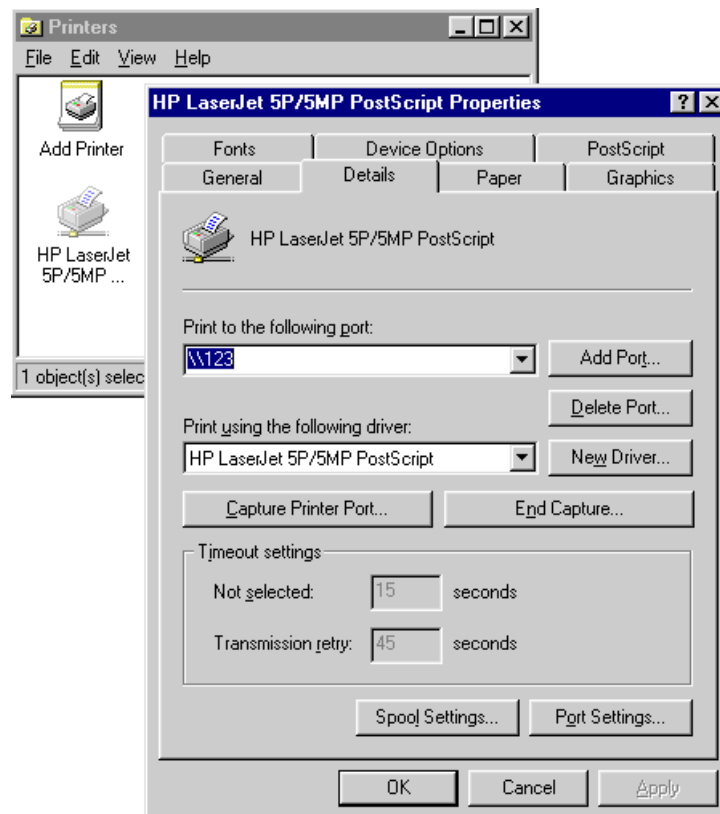 Printers
File Edit View Help
Add Printer
HP LaserJet
5P/5MP ...
1 object(s) selec
HP LaserJet 5P/5MP PostScript Properties
Fonts Device Options PostScript
General Details Paper Graphics
HP LaserJet 5P/5MP PostScript
Print to the following port:
\\123 Add Port...
Delete Port...
Print using the following driver:
HP LaserJet 5P/5MP PostScript New Driver...
Capture Printer Port... End Capture...
Timeout settings
Not selected: 15 seconds
Transmission retry: 45 seconds
Spool Settings... Port Settings...
OK Cancel Apply